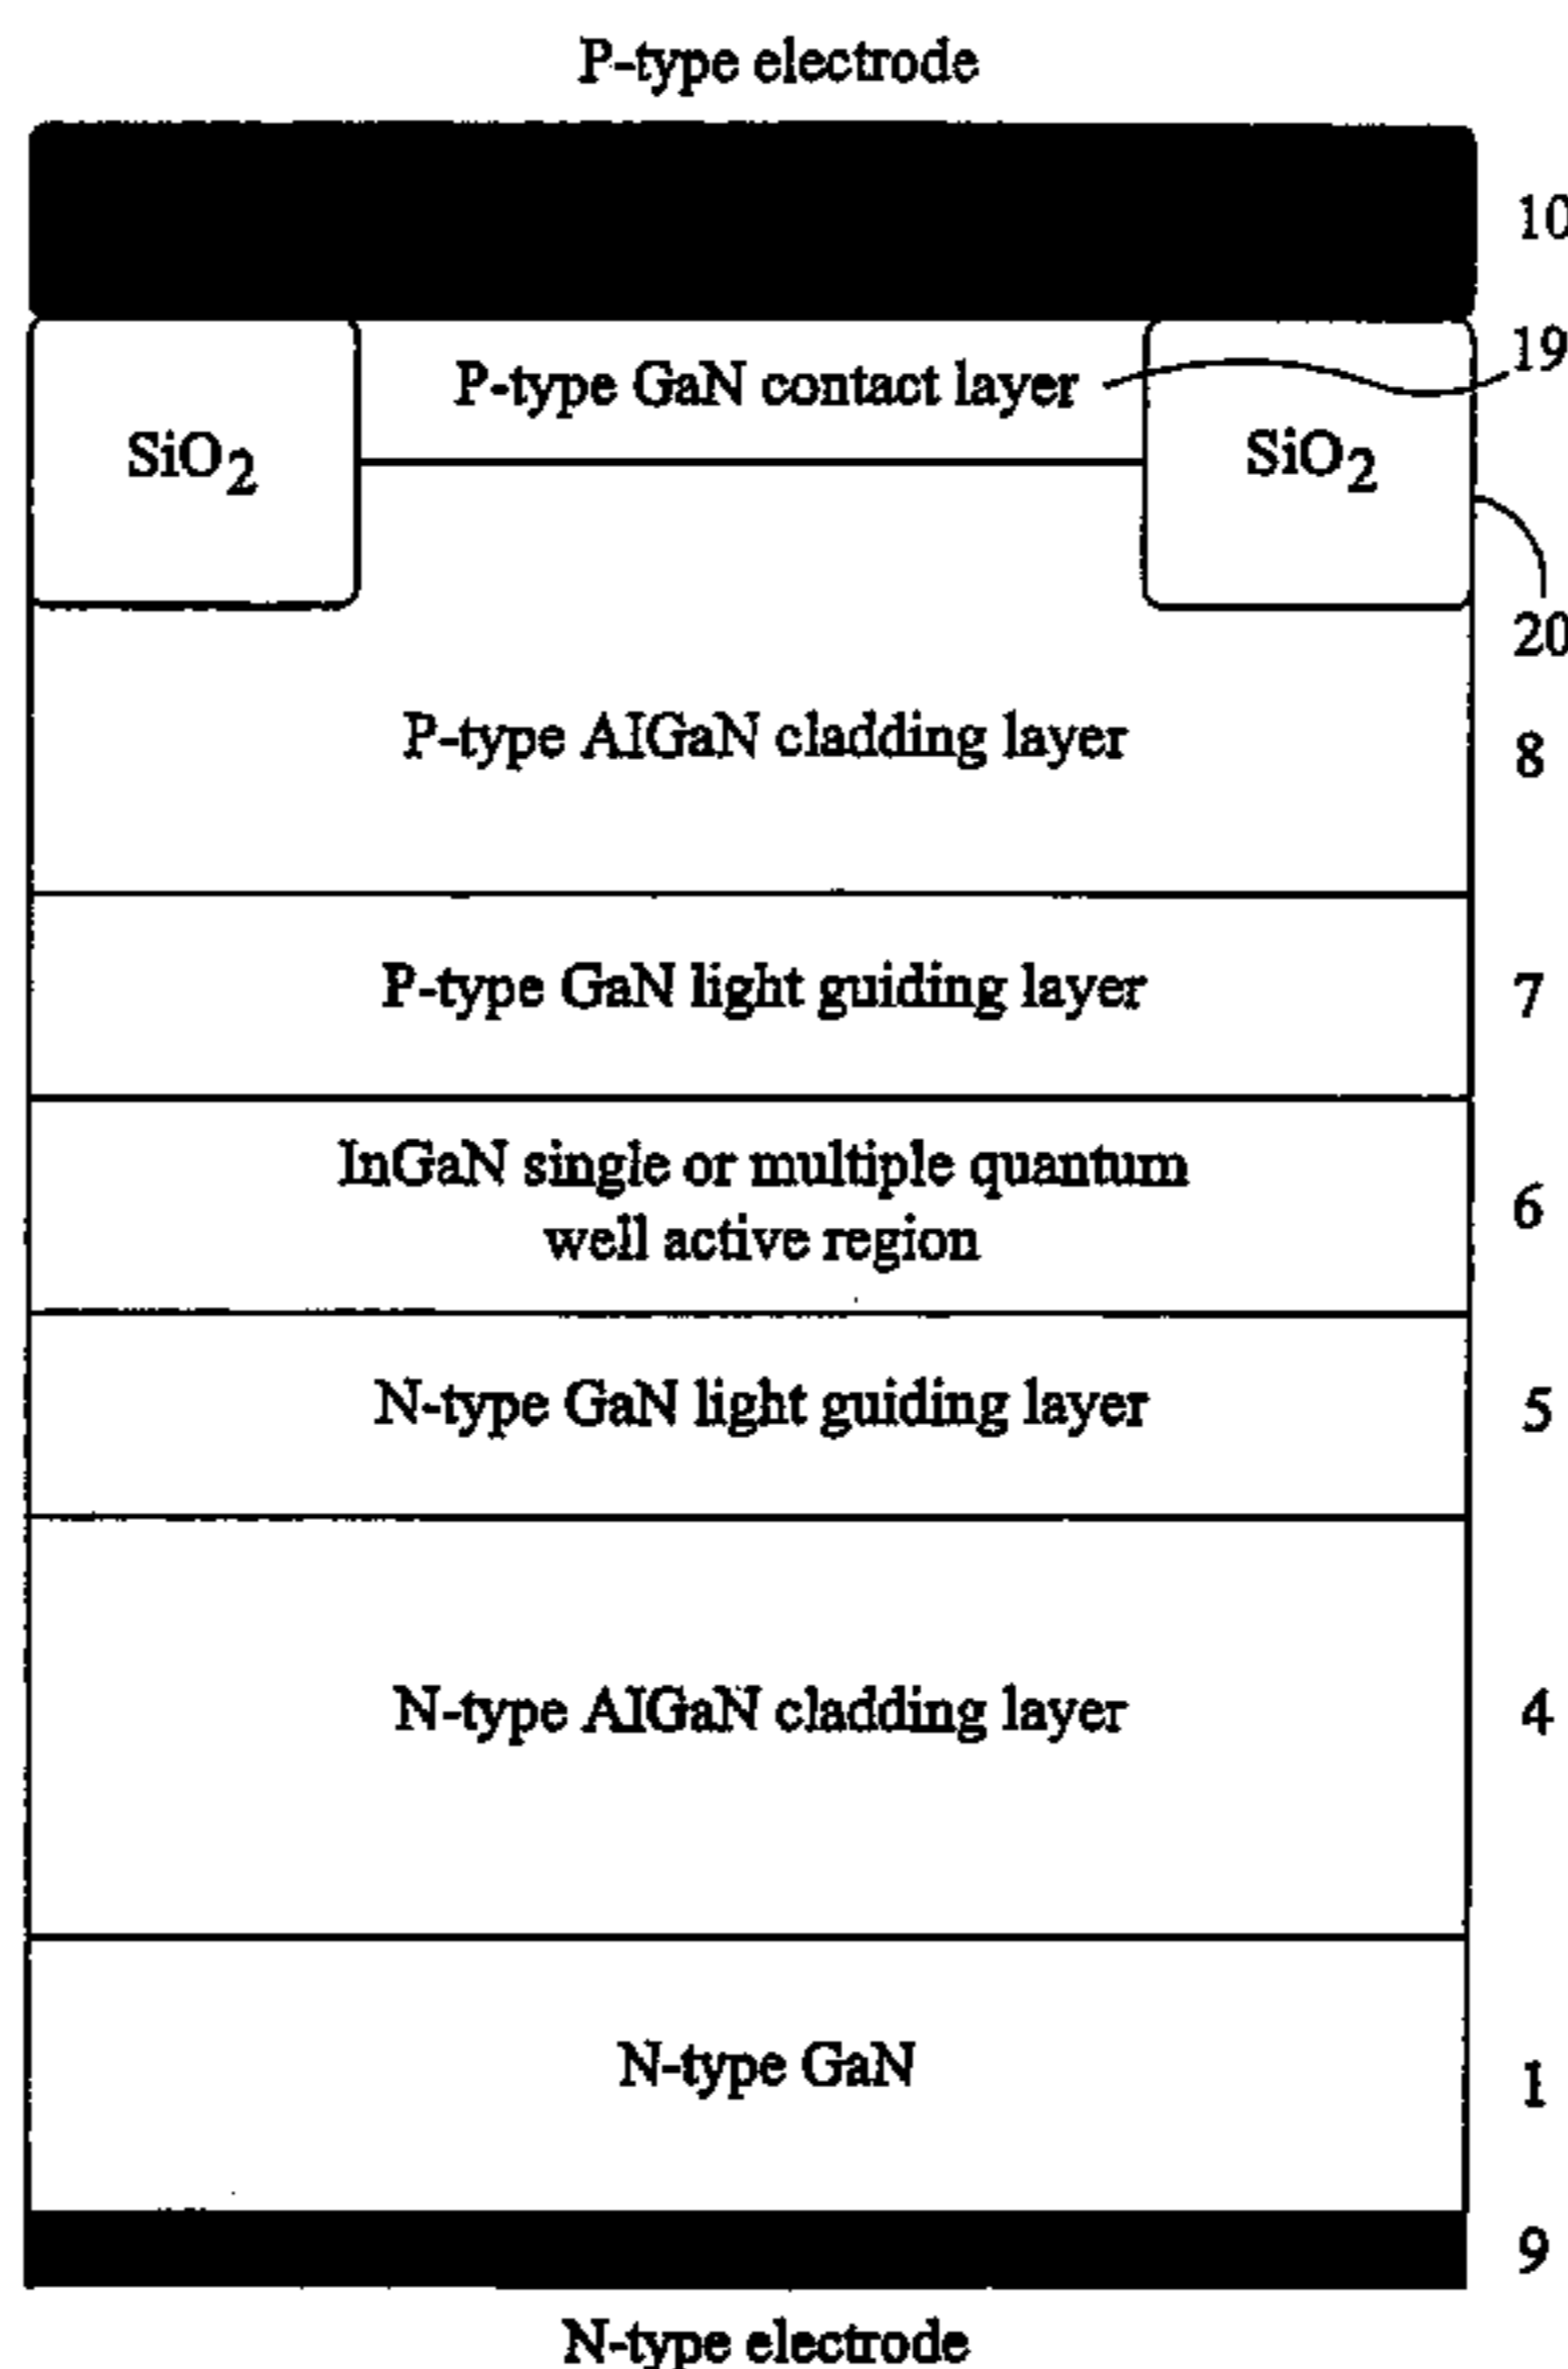 P-type electrode
10
P-type GaN contact layer
19
SiO2
SiO2
20
P-type AlGaN cladding layer
8
P-type GaN light guiding layer
7
InGaN single or multiple quantum
well active region
6
N-type GaN light guiding layer
5
N-type AlGaN cladding layer
4
N-type GaN
1
9
N-type electrode